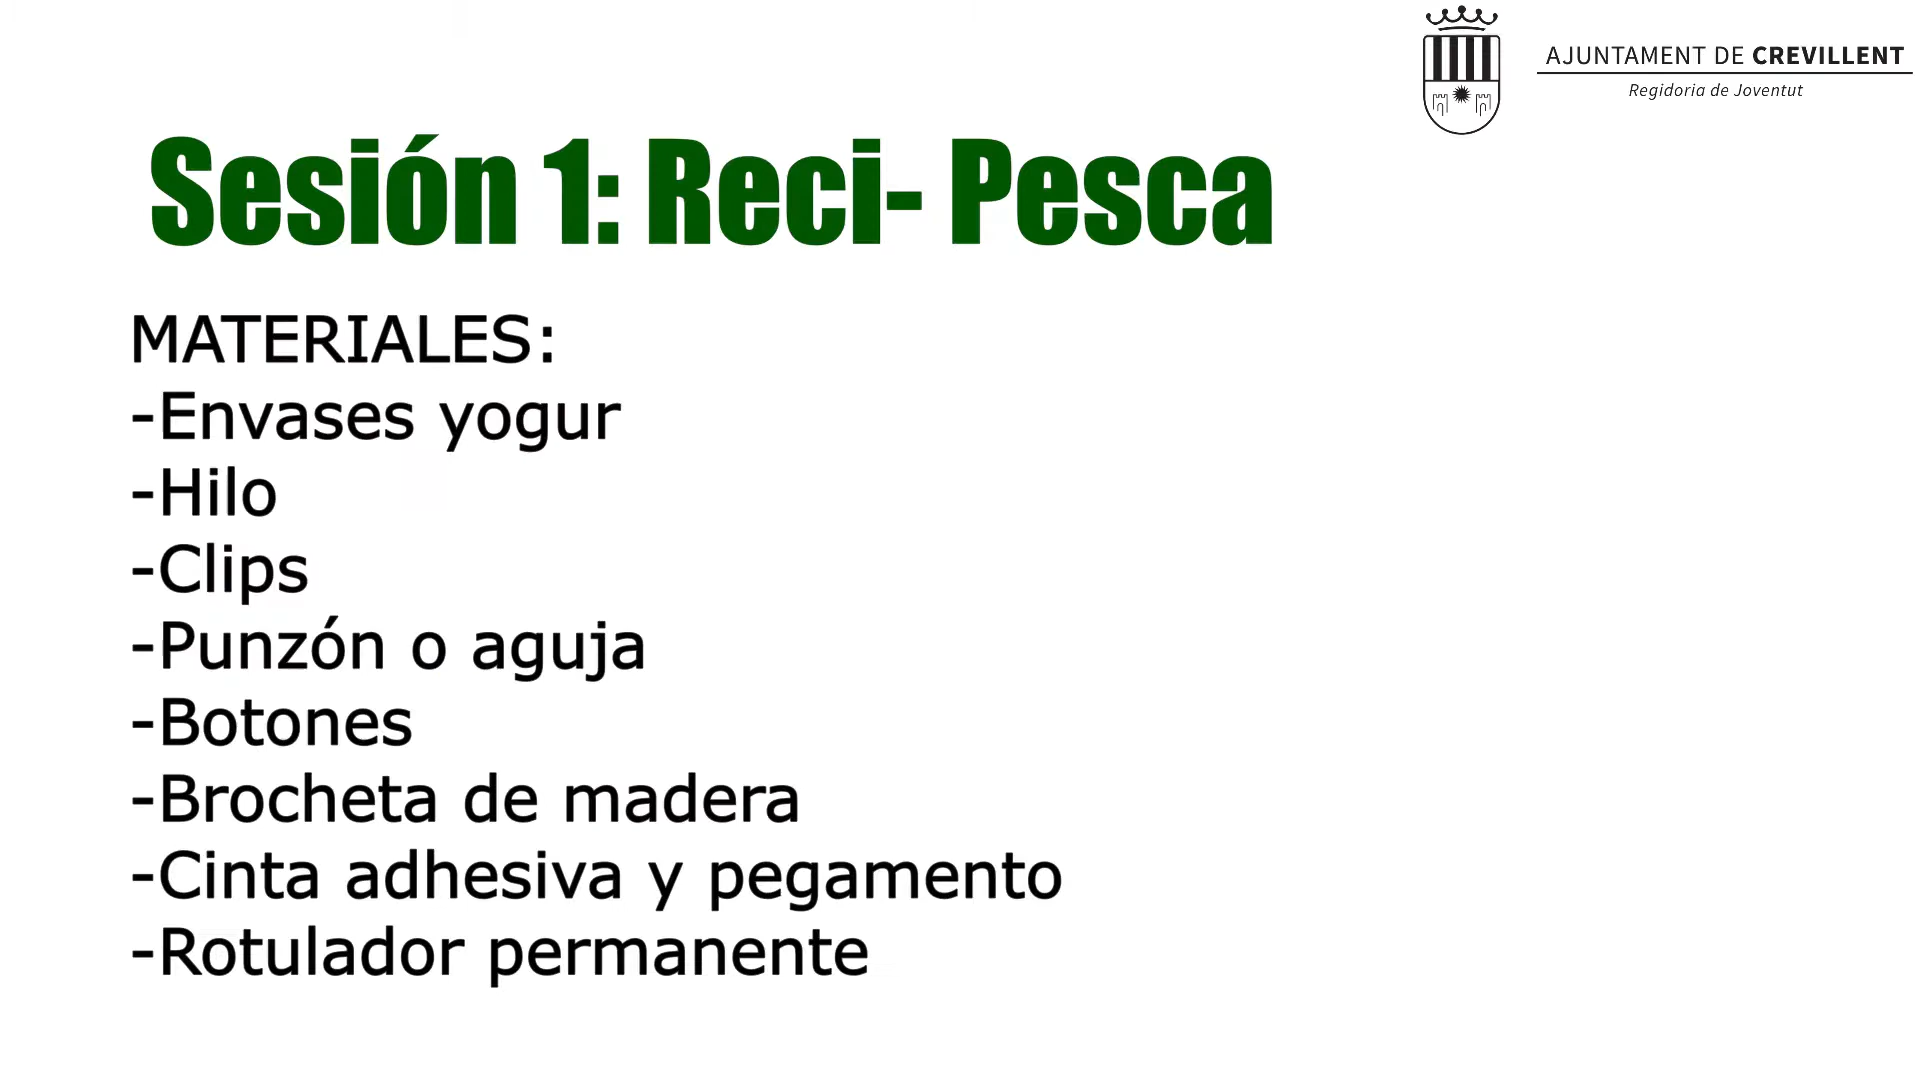 AJUNTAMENT DE CREVILLENT
Regidoria de Joventut
Sesión 1: Reci- Pesca
MATERIALES:
-Envases yogur
-Hilo
-Clips
-Punzón o aguja
-Botones
-Brocheta de madera
-Cinta adhesiva y pegamento
-Rotulador permanente